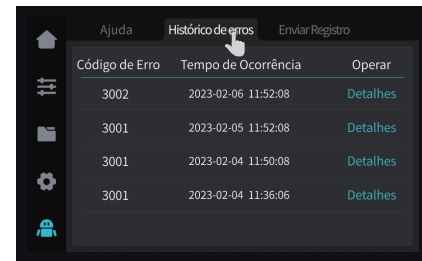 Ajuda Histórico de erros Enviar Registro
Código de Erro Tempo de Ocorrência Operar
3002 2023-02-06 11:52:08 Detalhes
3001 2023-02-05 11:52:08 Detalhes
3001 2023-02-04 11:50:08 Detalhes
3001 2023-02-04 11:36:06 Detalhes